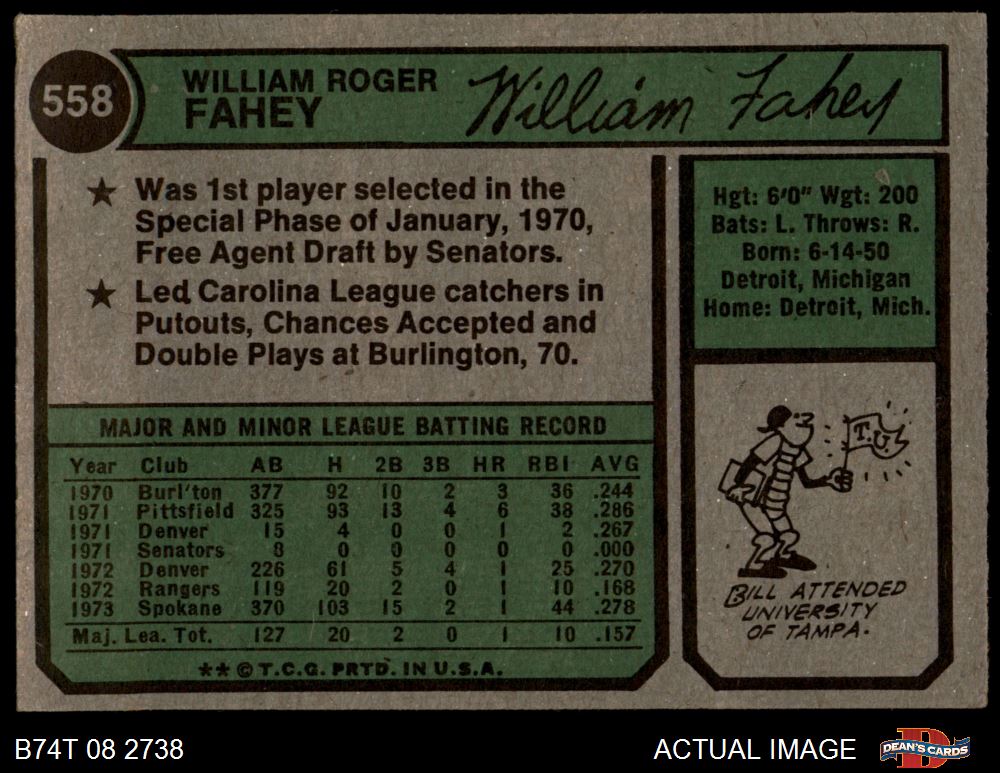 558
WILLIAM ROGER
FAHEY
William Fahey
★ Was 1st player selected in the
Special Phase of January, 1970,
Free Agent Draft by Senators.
★ Led Carolina League catchers in
Putouts, Chances Accepted and
Double Plays at Burlington, 70.
Hgt: 6'0" Wgt: 200
Bats: L. Throws: R.
Born: 6-14-50
Detroit, Michigan
Home: Detroit, Mich.
MAJOR AND MINOR LEAGUE BATTING RECORD
Year Club AB H 2B 3B HR RBI AVG
1970 Burl'ton 377 92 10 2 3 36 .244
1971 Pittsfield 325 93 13 4 6 38 .286
1971 Denver 15 4 0 0 1 2 .267
1971 Senators 8 0 0 0 0 0 .000
1972 Denver 226 61 5 4 1 25 .270
1972 Rangers 119 20 2 0 1 10 .168
1973 Spokane 370 103 15 2 1 44 .278
Maj. Lea. Tot. 127 20 2 0 1 10 .157
** © T.C.G. PRTD. IN U.S.A.
T.U.
BILL ATTENDED
UNIVERSITY
OF TAMPA.
B74T 08 2738
ACTUAL IMAGE
DEAN'S CARDS